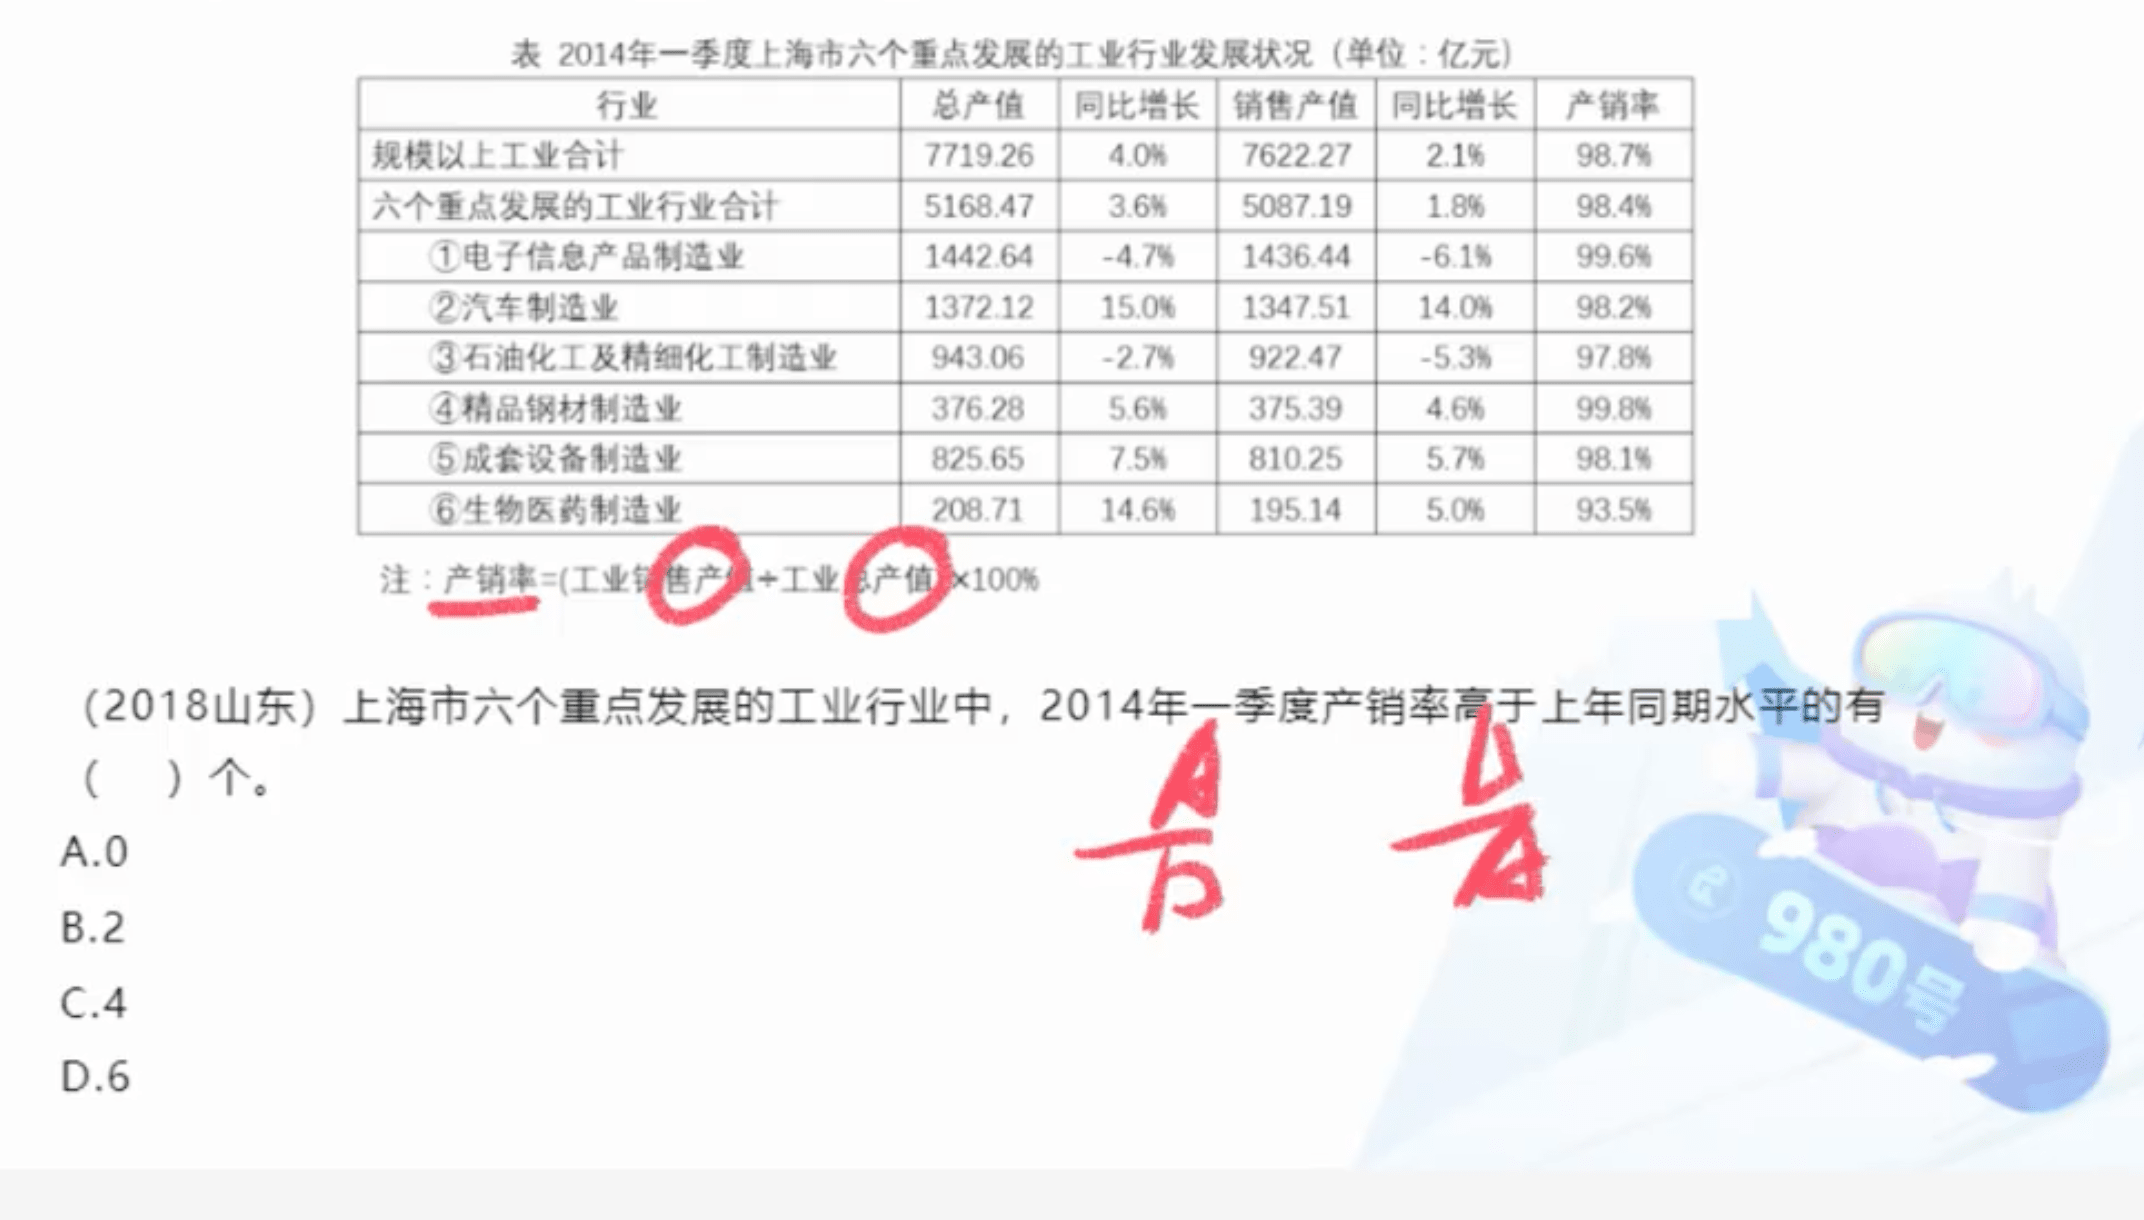 表 2014年一季度上海市六个重点发展的工业行业发展状况（单位：亿元）
行业 总产值 同比增长 销售产值 同比增长 产销率
规模以上工业合计 7719.26 4.0% 7622.27 2.1% 98.7%
六个重点发展的工业行业合计 5168.47 3.6% 5087.19 1.8% 98.4%
①电子信息产品制造业 1442.64 -4.7% 1436.44 -6.1% 99.6%
②汽车制造业 1372.12 15.0% 1347.51 14.0% 98.2%
③石油化工及精细化工制造业 943.06 -2.7% 922.47 -5.3% 97.8%
④精品钢材制造业 376.28 5.6% 375.39 4.6% 99.8%
⑤成套设备制造业 825.65 7.5% 810.25 5.7% 98.1%
⑥生物医药制造业 208.71 14.6% 195.14 5.0% 93.5%
注：产销率=(工业销售产值÷工业总产值)×100%
（2018山东）上海市六个重点发展的工业行业中，2014年一季度产销率高于上年同期水平的有
（ ）个。
A
B
A.0
B.2
C.4
D.6
980号